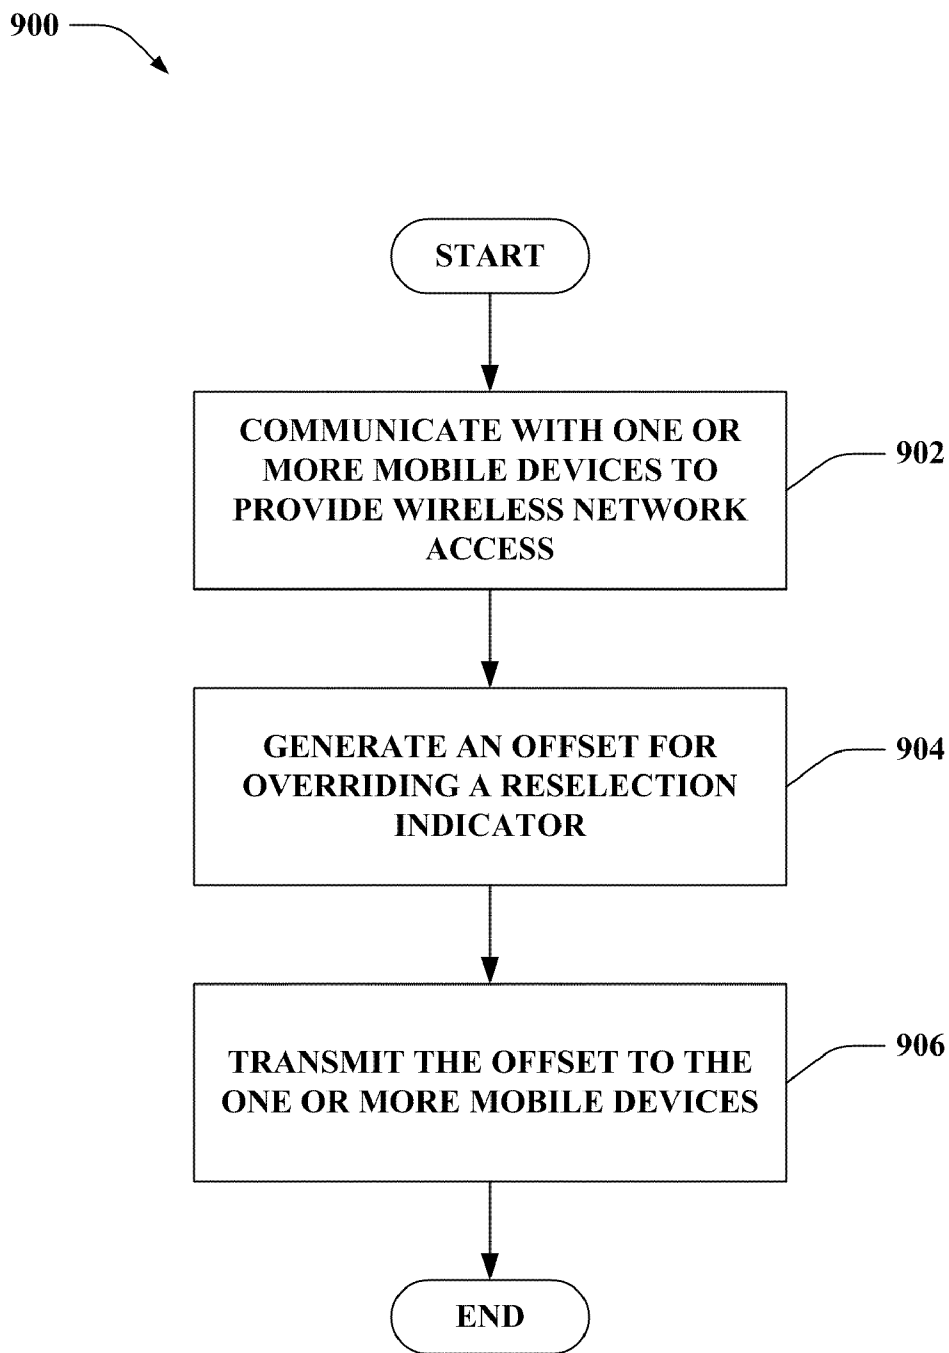 900
START
COMMUNICATE WITH ONE OR
MORE MOBILE DEVICES TO
PROVIDE WIRELESS NETWORK
ACCESS
902
GENERATE AN OFFSET FOR
OVERRIDING A RESELECTION
INDICATOR
904
TRANSMIT THE OFFSET TO THE
ONE OR MORE MOBILE DEVICES
906
END